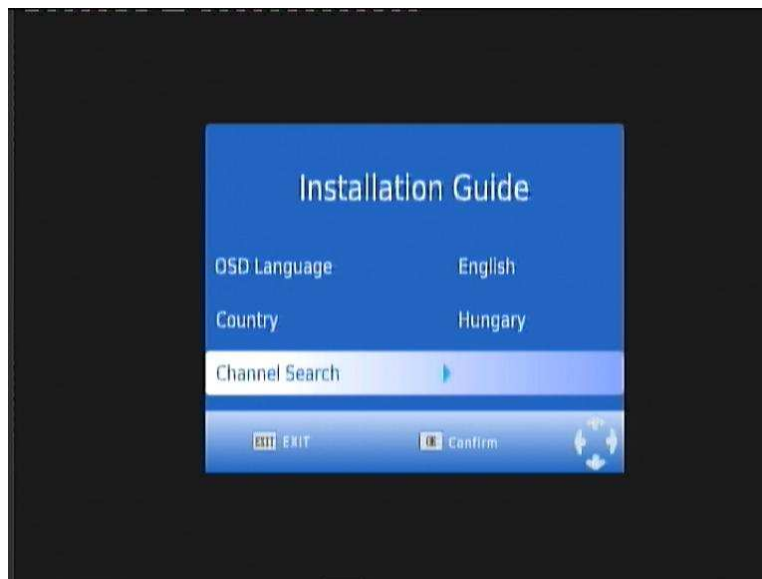 Installation Guide
OSD Language English
Country Hungary
Channel Search
EXIT EXIT OK Confirm